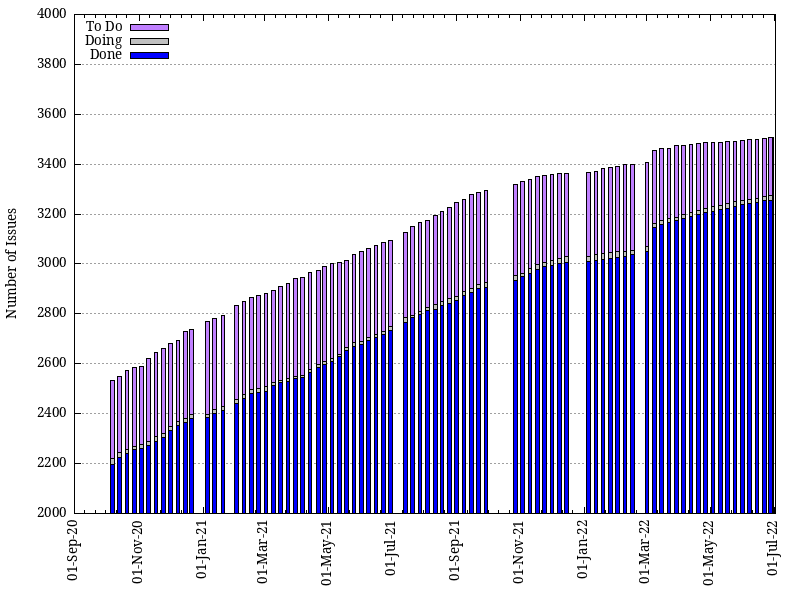 4000
3800
3600
3400
3200
3000
2800
2600
2400
2200
2000
To Do
Doing
Done
Number of Issues
01-Sep-20
01-Nov-20
01-Jan-21
01-Mar-21
01-May-21
01-Jul-21
01-Sep-21
01-Nov-21
01-Jan-22
01-Mar-22
01-May-22
01-Jul-22